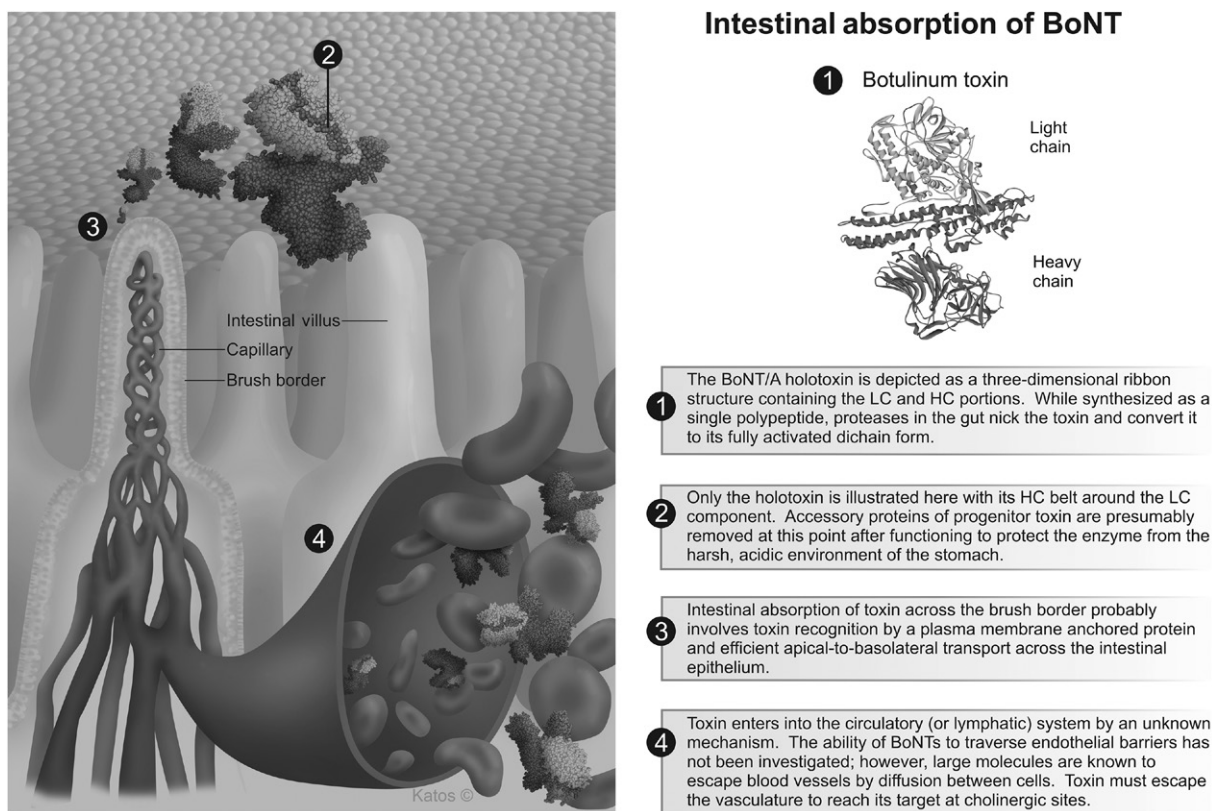 Intestinal absorption of BoNT
1 Botulinum toxin
Light
chain
Heavy
chain
2
3
Intestinal villus
Capillary
Brush border
4
Katos ©
1
The BoNT/A holotoxin is depicted as a three-dimensional ribbon
structure containing the LC and HC portions. While synthesized as a
single polypeptide, proteases in the gut nick the toxin and convert it
to its fully activated dichain form.
2
Only the holotoxin is illustrated here with its HC belt around the LC
component. Accessory proteins of progenitor toxin are presumably
removed at this point after functioning to protect the enzyme from the
harsh, acidic environment of the stomach.
3
Intestinal absorption of toxin across the brush border probably
involves toxin recognition by a plasma membrane anchored protein
and efficient apical-to-basolateral transport across the intestinal
epithelium.
4
Toxin enters into the circulatory (or lymphatic) system by an unknown
mechanism. The ability of BoNTs to traverse endothelial barriers has
not been investigated; however, large molecules are known to
escape blood vessels by diffusion between cells. Toxin must escape
the vasculature to reach its target at cholinergic sites.